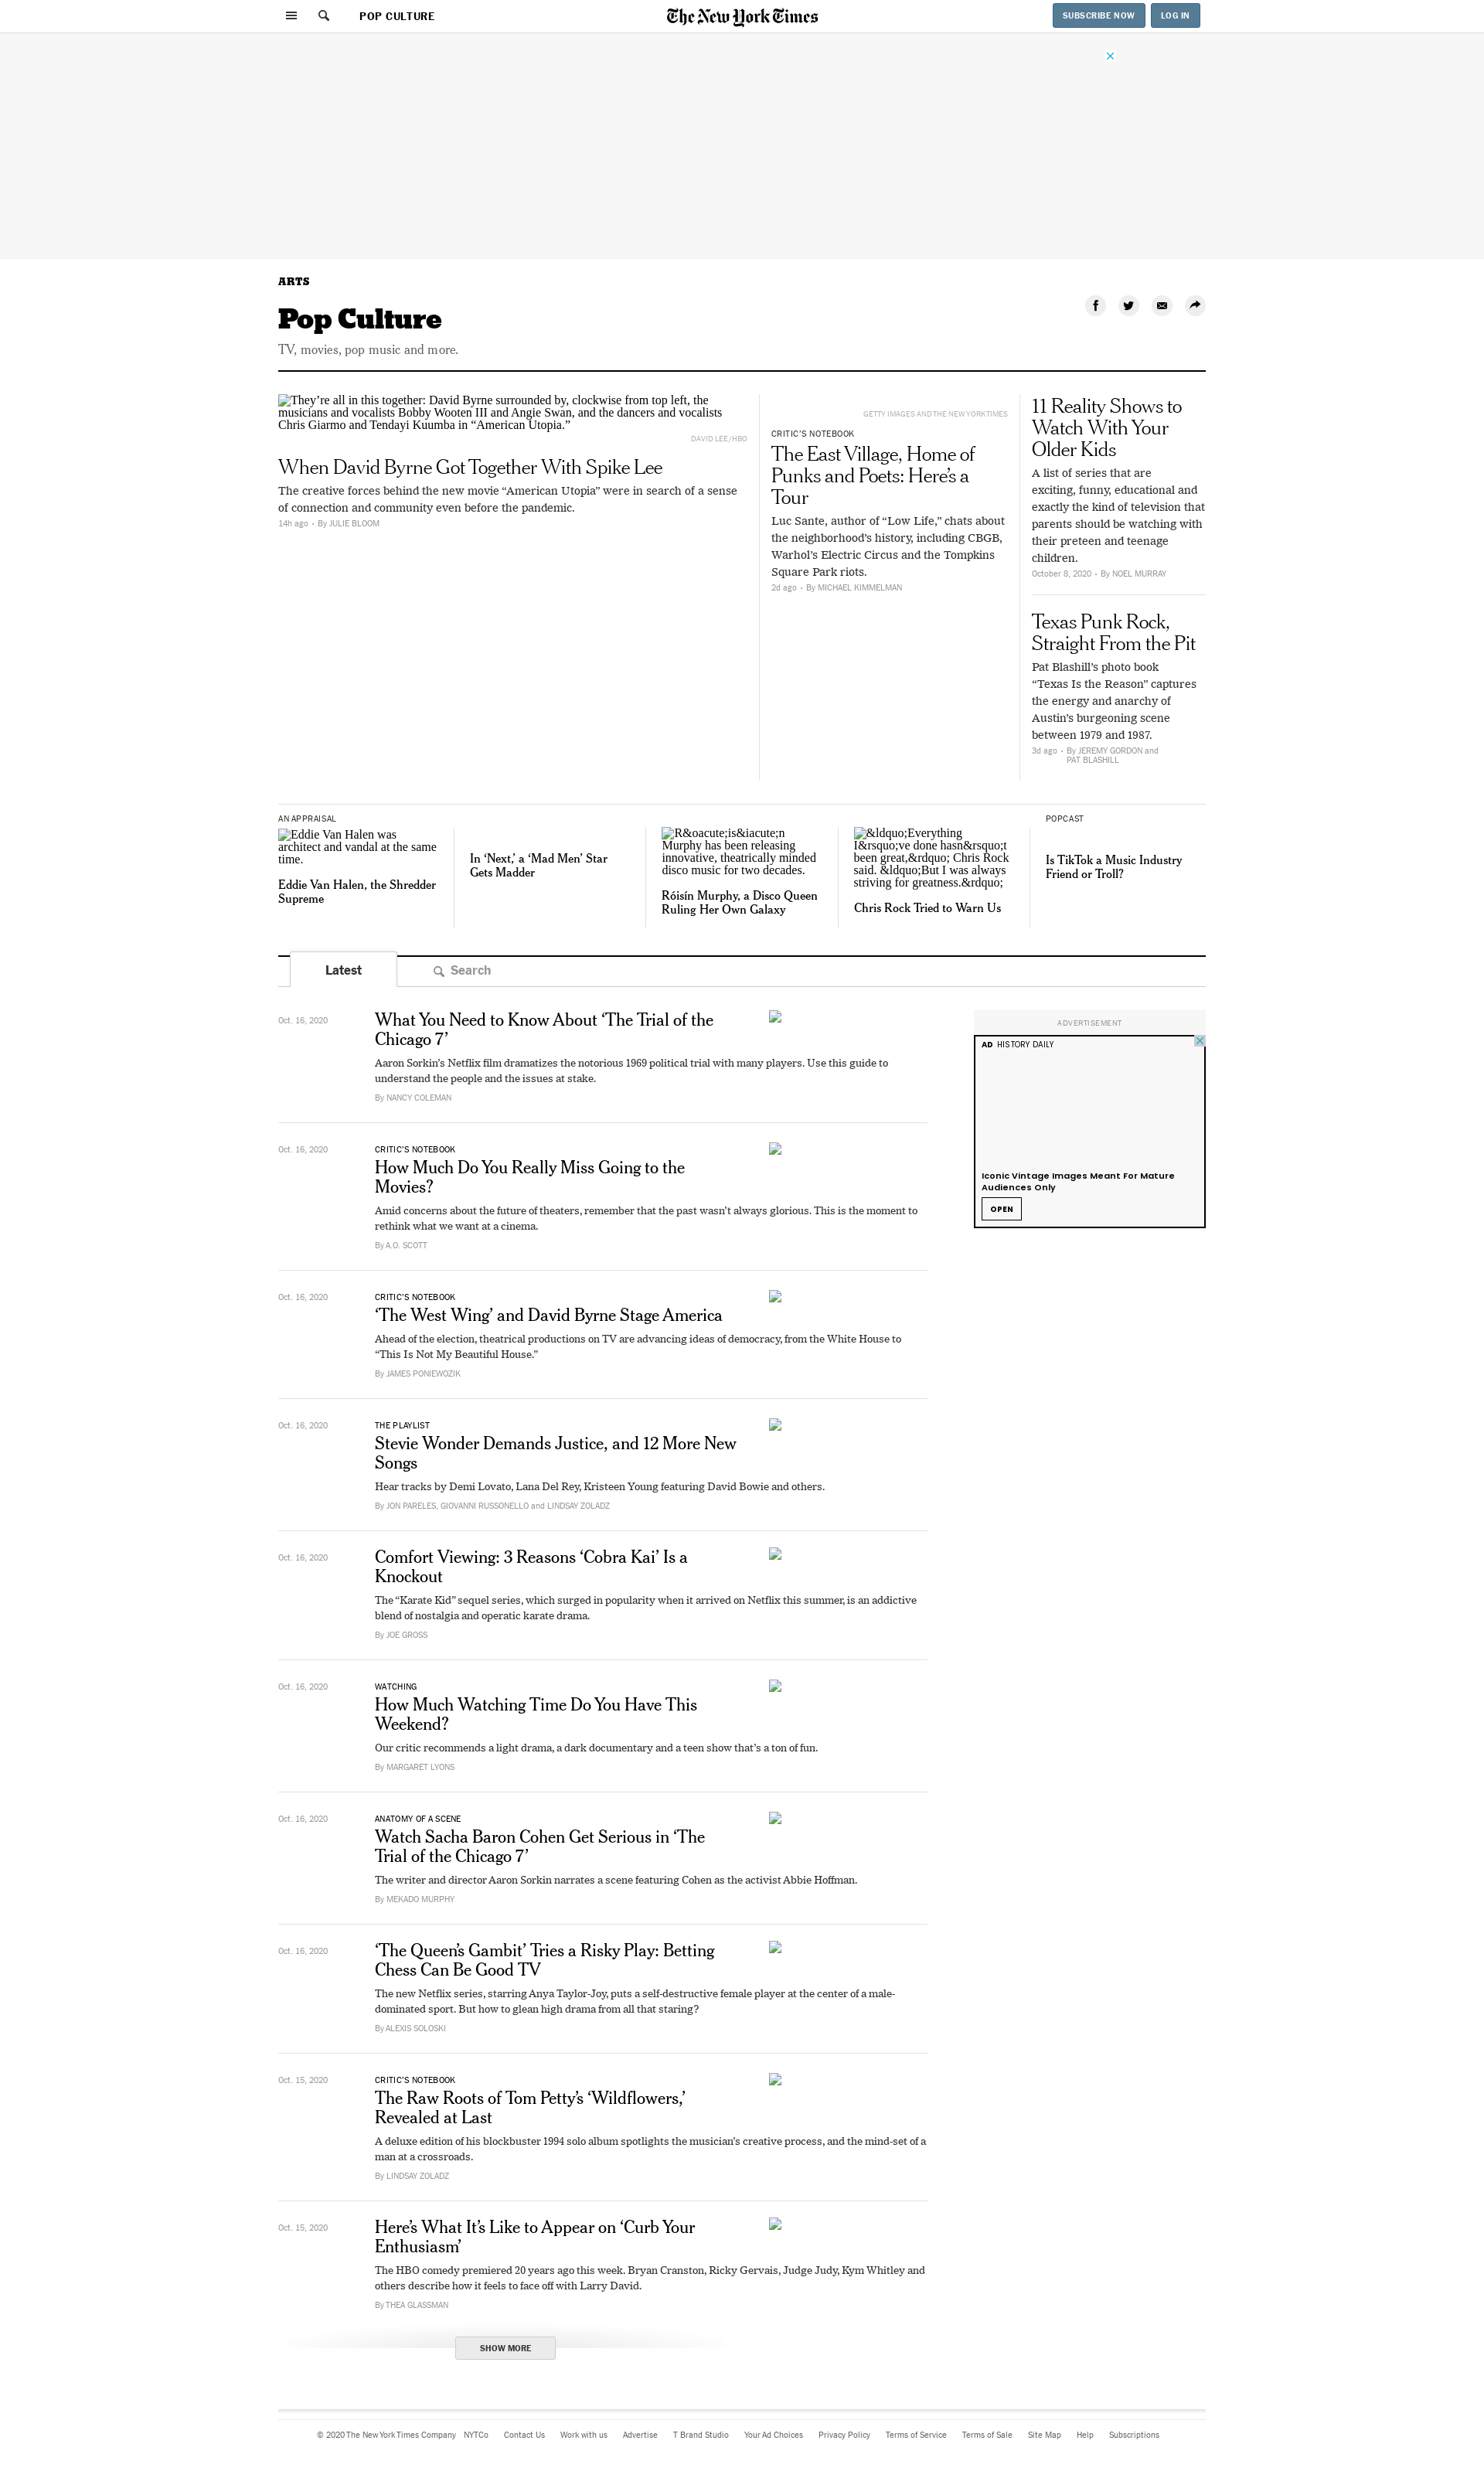 POP CULTURE
The New York Times
SUBSCRIBE NOW
LOG IN
ARTS
Pop Culture
TV, movies, pop music and more.
They’re all in this together: David Byrne surrounded by, clockwise from top left, the
musicians and vocalists Bobby Wooten III and Angie Swan, and the dancers and vocalists
Chris Giarmo and Tendayi Kuumba in “American Utopia.”
DAVID LEE/HBO
When David Byrne Got Together With Spike Lee
The creative forces behind the new movie “American Utopia” were in search of a sense
of connection and community even before the pandemic.
14h ago • By JULIE BLOOM
GETTY IMAGES AND THE NEW YORK TIMES
CRITIC’S NOTEBOOK
The East Village, Home of
Punks and Poets: Here’s a
Tour
Luc Sante, author of “Low Life,” chats about
the neighborhood’s history, including CBGB,
Warhol’s Electric Circus and the Tompkins
Square Park riots.
2d ago • By MICHAEL KIMMELMAN
11 Reality Shows to
Watch With Your
Older Kids
A list of series that are
exciting, funny, educational and
exactly the kind of television that
parents should be watching with
their preteen and teenage
children.
October 8, 2020 • By NOEL MURRAY
Texas Punk Rock,
Straight From the Pit
Pat Blashill’s photo book
“Texas Is the Reason” captures
the energy and anarchy of
Austin’s burgeoning scene
between 1979 and 1987.
3d ago • By JEREMY GORDON and
PAT BLASHILL
AN APPRAISAL
Eddie Van Halen was
architect and vandal at the same
time.
Eddie Van Halen, the Shredder
Supreme
In ‘Next,’ a ‘Mad Men’ Star
Gets Madder
R&oacute;is&iacute;n
Murphy has been releasing
innovative, theatrically minded
disco music for two decades.
Róisín Murphy, a Disco Queen
Ruling Her Own Galaxy
&ldquo;Everything
I&rsquo;ve done hasn&rsquo;t
been great,&rdquo; Chris Rock
said. &ldquo;But I was always
striving for greatness.&rdquo;
Chris Rock Tried to Warn Us
POPCAST
Is TikTok a Music Industry
Friend or Troll?
Latest
Search
Oct. 16, 2020
What You Need to Know About ‘The Trial of the
Chicago 7’
Aaron Sorkin’s Netflix film dramatizes the notorious 1969 political trial with many players. Use this guide to
understand the people and the issues at stake.
By NANCY COLEMAN
ADVERTISEMENT
AD HISTORY DAILY
Iconic Vintage Images Meant For Mature
Audiences Only
OPEN
Oct. 16, 2020
CRITIC’S NOTEBOOK
How Much Do You Really Miss Going to the
Movies?
Amid concerns about the future of theaters, remember that the past wasn’t always glorious. This is the moment to
rethink what we want at a cinema.
By A.O. SCOTT
Oct. 16, 2020
CRITIC’S NOTEBOOK
‘The West Wing’ and David Byrne Stage America
Ahead of the election, theatrical productions on TV are advancing ideas of democracy, from the White House to
“This Is Not My Beautiful House.”
By JAMES PONIEWOZIK
Oct. 16, 2020
THE PLAYLIST
Stevie Wonder Demands Justice, and 12 More New
Songs
Hear tracks by Demi Lovato, Lana Del Rey, Kristeen Young featuring David Bowie and others.
By JON PARELES, GIOVANNI RUSSONELLO and LINDSAY ZOLADZ
Oct. 16, 2020
Comfort Viewing: 3 Reasons ‘Cobra Kai’ Is a
Knockout
The “Karate Kid” sequel series, which surged in popularity when it arrived on Netflix this summer, is an addictive
blend of nostalgia and operatic karate drama.
By JOE GROSS
Oct. 16, 2020
WATCHING
How Much Watching Time Do You Have This
Weekend?
Our critic recommends a light drama, a dark documentary and a teen show that’s a ton of fun.
By MARGARET LYONS
Oct. 16, 2020
ANATOMY OF A SCENE
Watch Sacha Baron Cohen Get Serious in ‘The
Trial of the Chicago 7’
The writer and director Aaron Sorkin narrates a scene featuring Cohen as the activist Abbie Hoffman.
By MEKADO MURPHY
Oct. 16, 2020
‘The Queen’s Gambit’ Tries a Risky Play: Betting
Chess Can Be Good TV
The new Netflix series, starring Anya Taylor-Joy, puts a self-destructive female player at the center of a male-
dominated sport. But how to glean high drama from all that staring?
By ALEXIS SOLOSKI
Oct. 15, 2020
CRITIC’S NOTEBOOK
The Raw Roots of Tom Petty’s ‘Wildflowers,’
Revealed at Last
A deluxe edition of his blockbuster 1994 solo album spotlights the musician’s creative process, and the mind-set of a
man at a crossroads.
By LINDSAY ZOLADZ
Oct. 15, 2020
Here’s What It’s Like to Appear on ‘Curb Your
Enthusiasm’
The HBO comedy premiered 20 years ago this week. Bryan Cranston, Ricky Gervais, Judge Judy, Kym Whitley and
others describe how it feels to face off with Larry David.
By THEA GLASSMAN
SHOW MORE
© 2020 The New York Times Company NYTCo Contact Us Work with us Advertise T Brand Studio Your Ad Choices Privacy Policy Terms of Service Terms of Sale Site Map Help Subscriptions